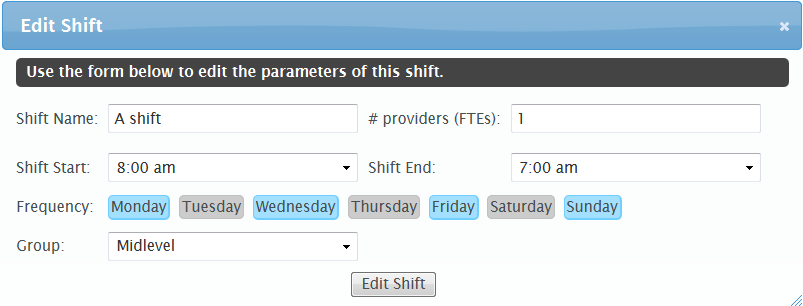 Edit Shift
Use the form below to edit the parameters of this shift.
Shift Name: A shift # providers (FTEs): 1
Shift Start: 8:00 am Shift End: 7:00 am
Frequency: Monday Tuesday Wednesday Thursday Friday Saturday Sunday
Group: Midlevel
Edit Shift